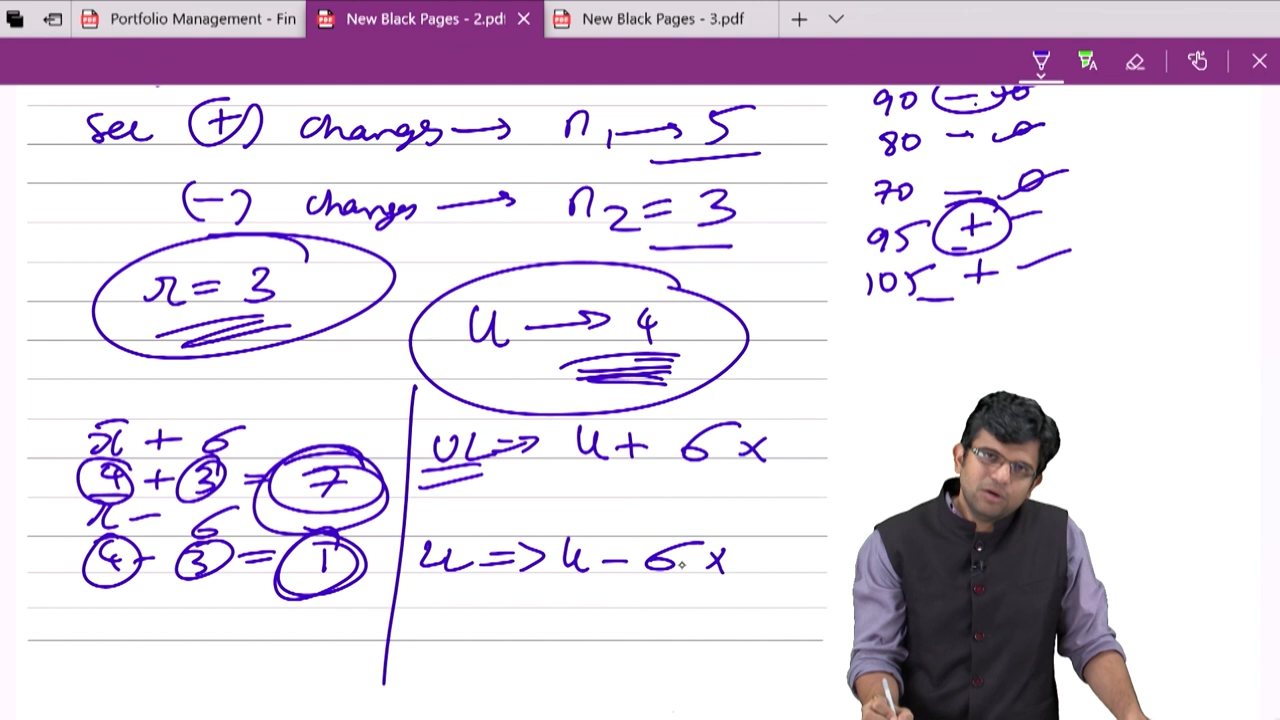 Portfolio Management - Fin
New Black Pages - 2.pdf
New Black Pages - 3.pdf
See (+) changes → n1 → 5
(-) changes → n2 = 3
r = 3
μ → 4
x̄ + σ
4 + 3 = 7
x - σ
4 - 3 = 1
UL => μ + σ x
LL => μ - σ x
90 (-)
80 -
70 -
95 +
105 +